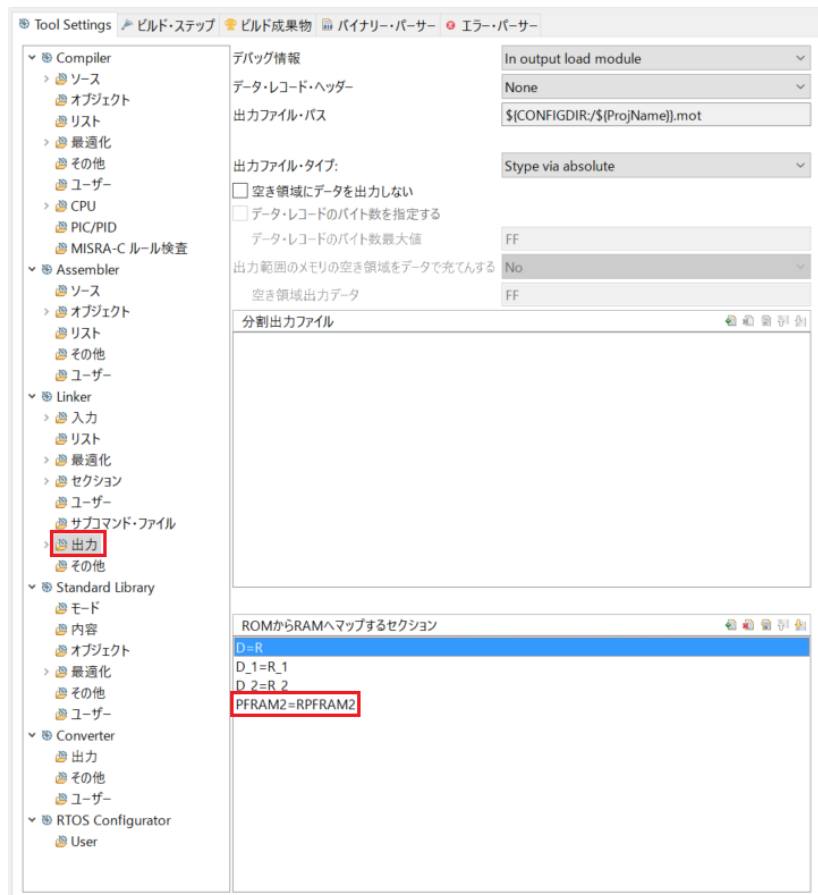 Tool Settings ビルド・ステップ ビルド成果物 バイナリー・パーサー エラー・パーサー
Compiler
ソース
オブジェクト
リスト
最適化
その他
ユーザー
CPU
PIC/PID
MISRA-C ルール検査
Assembler
ソース
オブジェクト
リスト
その他
ユーザー
Linker
入力
リスト
最適化
セクション
ユーザー
サブコマンド・ファイル
出力
その他
Standard Library
モード
内容
オブジェクト
最適化
その他
ユーザー
Converter
出力
その他
ユーザー
RTOS Configurator
User
デバッグ情報 In output load module
データ・レコード・ヘッダー None
出力ファイル・パス ${CONFIGDIR:/${ProjName}}.mot
出力ファイル・タイプ: Stype via absolute
空き領域にデータを出力しない
データ・レコードのバイト数を指定する
データ・レコードのバイト数最大値 FF
出力範囲のメモリの空き領域をデータで充てんする No
空き領域出力データ FF
分割出力ファイル
ROMからRAMへマップするセクション
D=R
D_1=R_1
D_2=R_2
PFRAM2=RPFRAM2